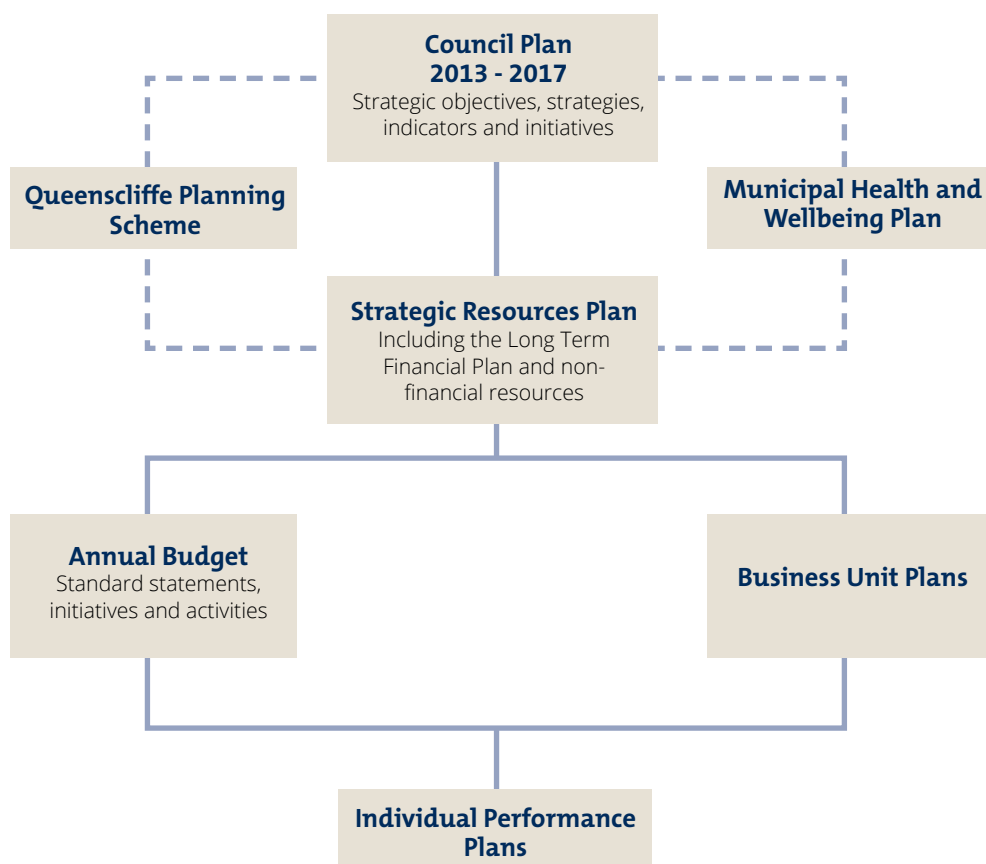 Council Plan
2013 - 2017
Strategic objectives, strategies,
indicators and initiatives
Queenscliffe Planning
Scheme
Municipal Health and
Wellbeing Plan
Strategic Resources Plan
Including the Long Term
Financial Plan and non-
financial resources
Annual Budget
Standard statements,
initiatives and activities
Business Unit Plans
Individual Performance
Plans